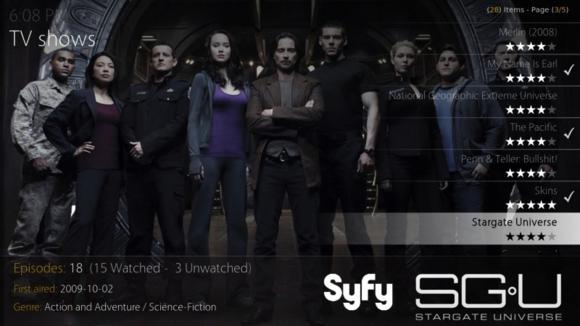 6:08 PM
(28) Items - Page (3/5)
TV shows
Merlin (2008)
My Name Is Earl
National Geographic Extreme Universe
The Pacific
Penn & Teller Bullshit!
Skins
Stargate Universe
Episodes: 18 (15 Watched - 3 Unwatched)
First aired: 2009-10-02
Genre: Action and Adventure / Science-Fiction
Syfy
SG•U
STARGATE UNIVERSE